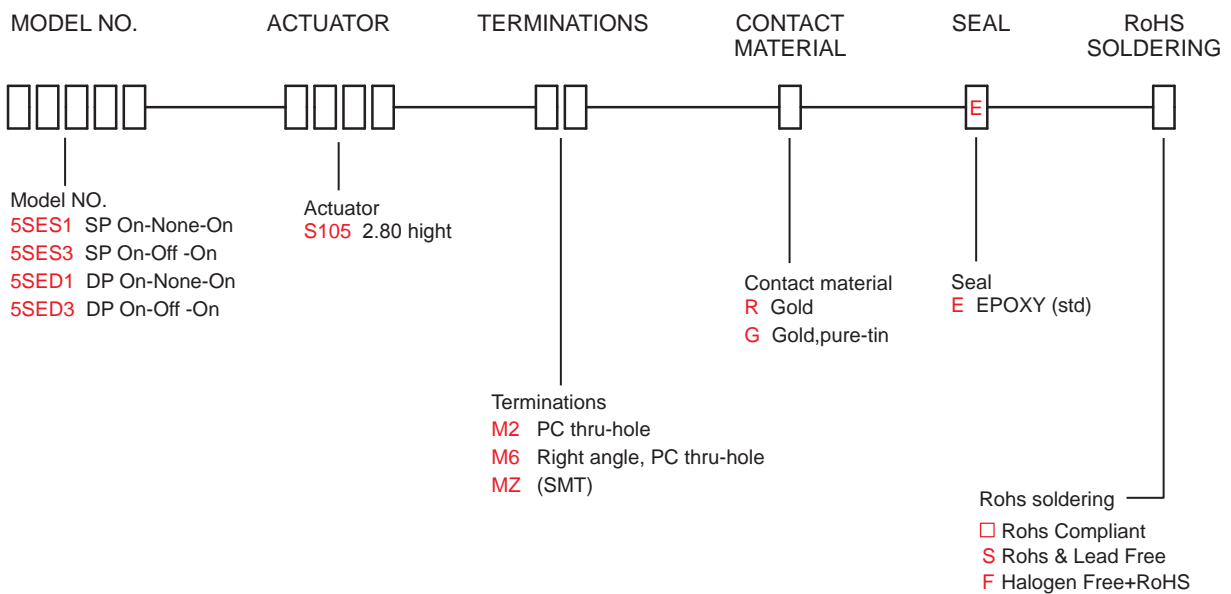 MODEL NO.
ACTUATOR
TERMINATIONS
CONTACT
MATERIAL
SEAL
RoHS
SOLDERING
E
Model NO.
5SES1 SP On-None-On
5SES3 SP On-Off -On
5SED1 DP On-None-On
5SED3 DP On-Off -On
Actuator
S105 2.80 hight
Terminations
M2 PC thru-hole
M6 Right angle, PC thru-hole
MZ (SMT)
Contact material
R Gold
G Gold,pure-tin
Seal
E EPOXY (std)
Rohs soldering
□ Rohs Compliant
S Rohs & Lead Free
F Halogen Free+RoHS